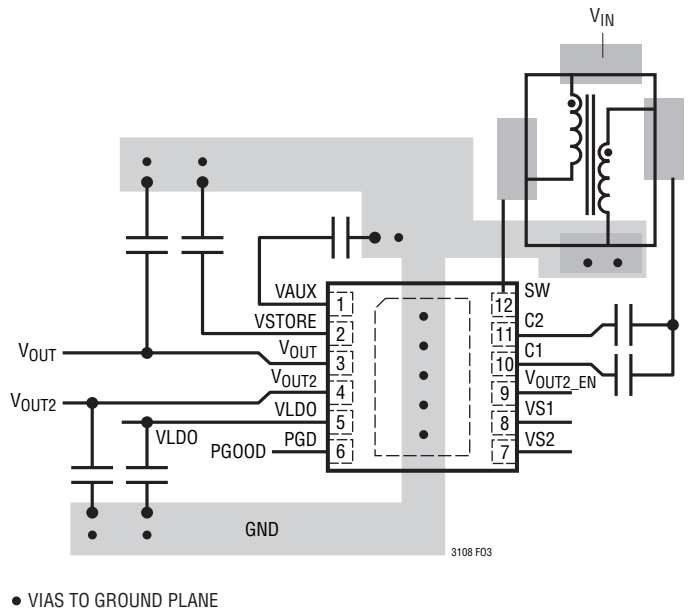 VIN
VAUX
1
12
SW
VSTORE
2
11
C2
VOUT
VOUT
3
10
C1
VOUT2
VOUT2
4
9
VOUT2_EN
VLDO
VLDO
5
8
VS1
PGOOD
PGD
6
7
VS2
GND
3108 F03
● VIAS TO GROUND PLANE